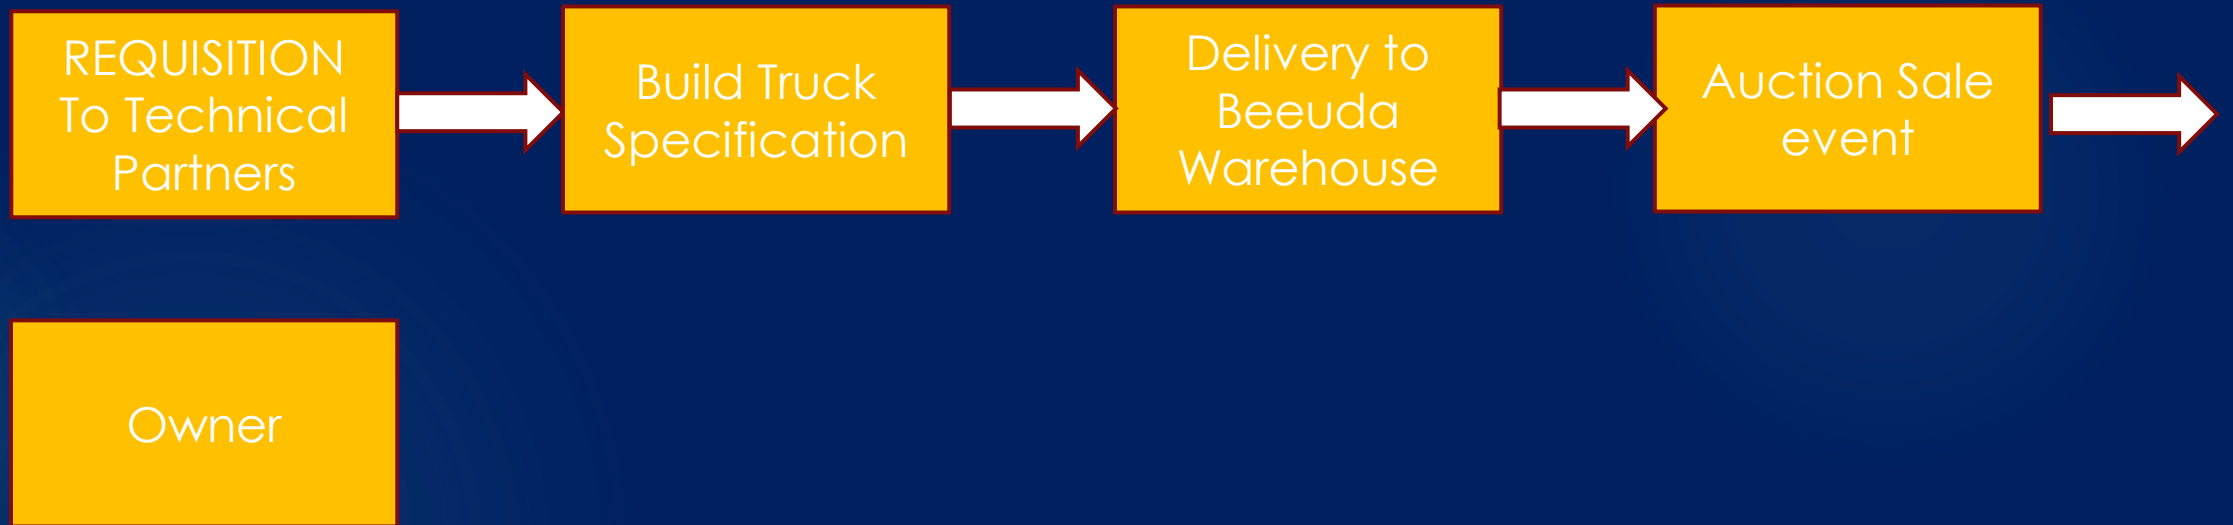 REQUISITION
To Technical
Partners
Build Truck
Specification
Delivery to
Beeuda
Warehouse
Auction Sale
event
Owner